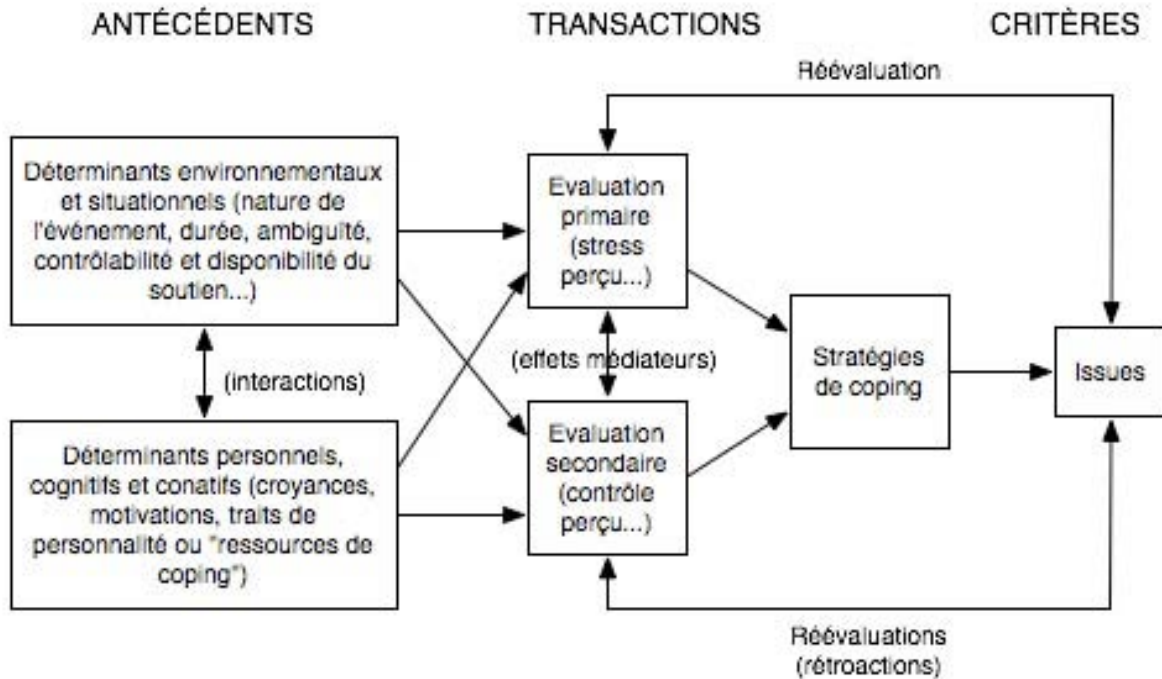 ANTÉCÉDENTS
TRANSACTIONS
CRITÈRES
Réévaluation
Déterminants environnementaux
et situationnels (nature de
l'événement, durée, ambiguïté,
contrôlabilité et disponibilité du
soutien...)
(interactions)
Déterminants personnels,
cognitifs et conatifs (croyances,
motivations, traits de
personnalité ou "ressources de
coping")
Evaluation
primaire
(stress
perçu...)
(effets médiateurs)
Evaluation
secondaire
(contrôle
perçu...)
Stratégies
de coping
Issues
Réévaluations
(rétroactions)